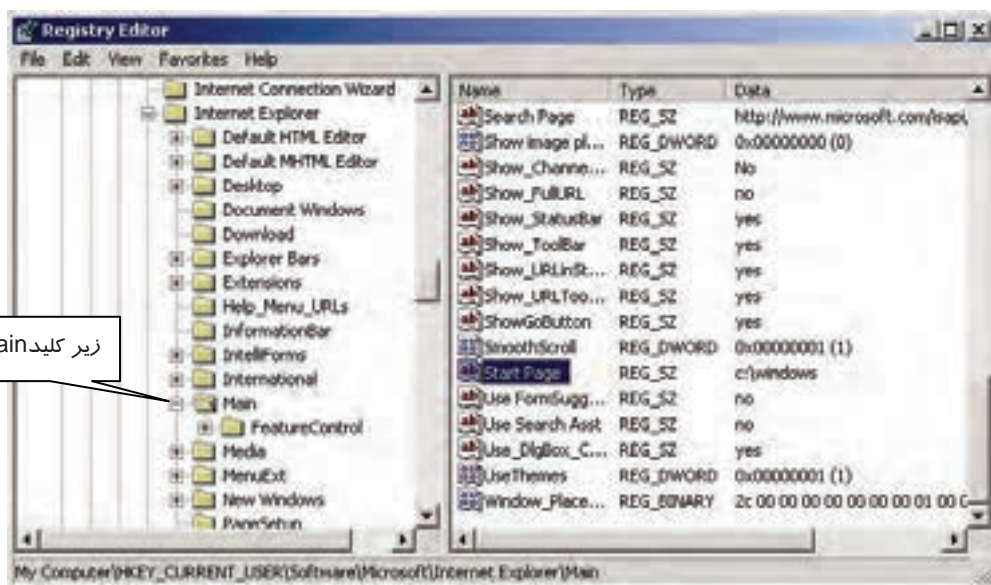 Registry Editor
File Edit View Favorites Help
Internet Connection Wizard
Internet Explorer
Default HTML Editor
Default MHTML Editor
Desktop
Document Windows
Download
Explorer Bars
Extensions
Help_Menu_URLs
InformationBar
IntelliForms
International
Main
FeatureControl
Media
MenuExt
New Windows
PageSetup
زیر کلید
Name Type Data
Search Page REG_SZ http://www.microsoft.com/isapi,
Show image pl... REG_DWORD 0x00000000 (0)
Show_Channe... REG_SZ No
Show_FullURL REG_SZ no
Show_StatusBar REG_SZ yes
Show_ToolBar REG_SZ yes
Show_URLinSt... REG_SZ yes
Show_URLToo... REG_SZ yes
ShowGoButton REG_SZ yes
SmoothScroll REG_DWORD 0x00000001 (1)
Start Page REG_SZ c:\windows
Use FormSugg... REG_SZ no
Use Search Asst REG_SZ no
Use_DlgBox_C... REG_SZ yes
UseThemes REG_DWORD 0x00000001 (1)
Window_Place... REG_BINARY 2c 00 00 00 00 00 00 00 01 00
My Computer\HKEY_CURRENT_USER\Software\Microsoft\Internet Explorer\Main